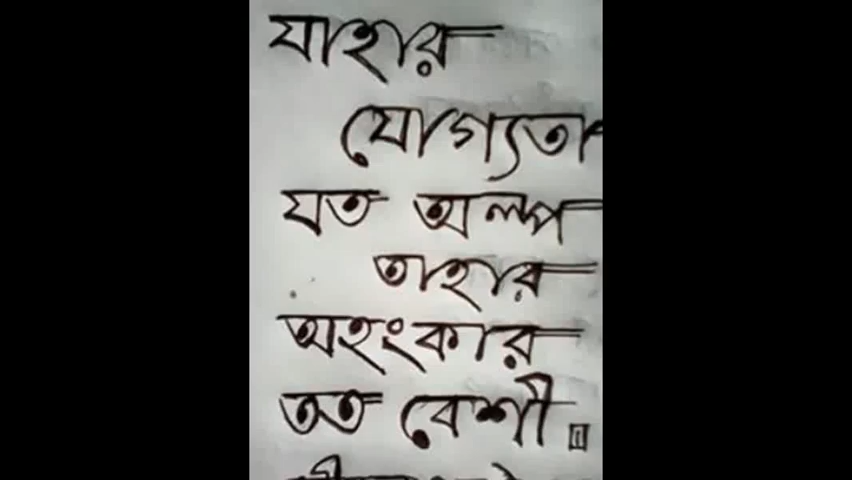 যাহার
যোগ্যতা
যত অল্প
তাহার
অহংকার
তত বেশী।